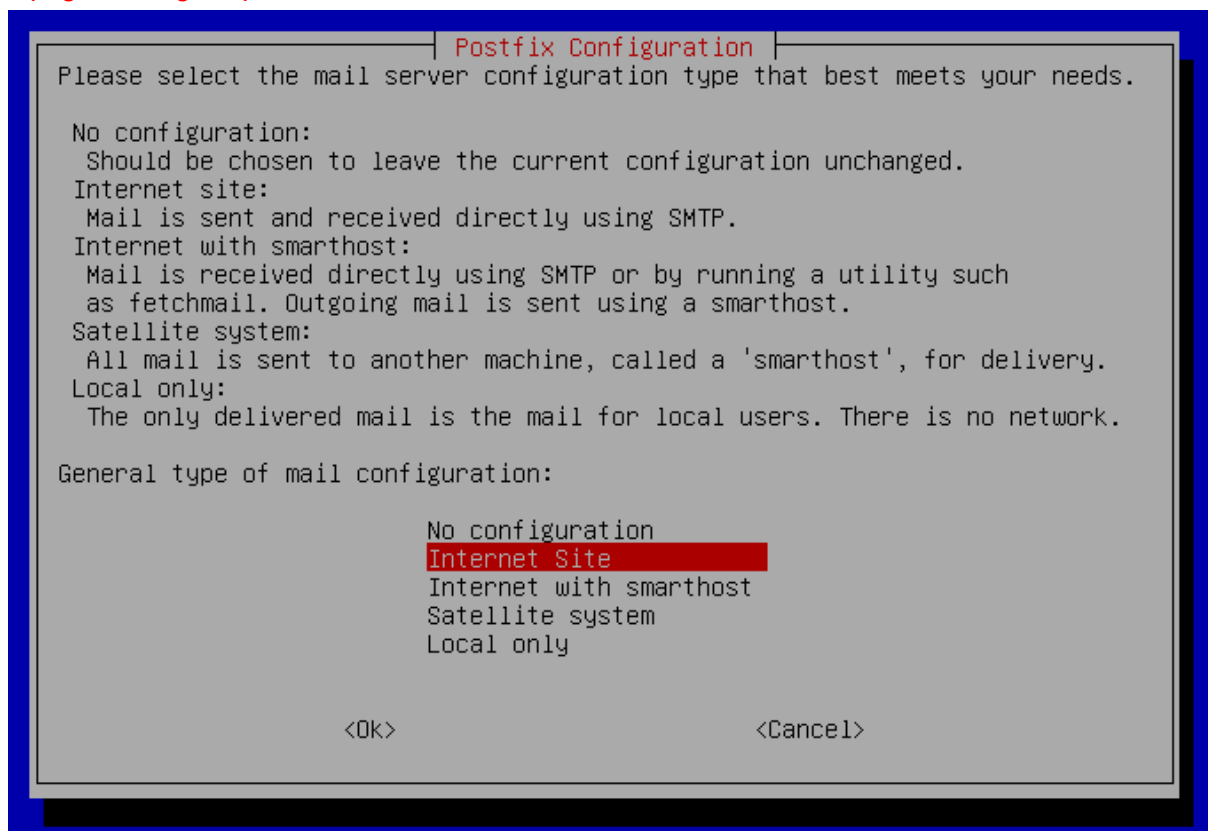 Postfix Configuration
Please select the mail server configuration type that best meets your needs.
No configuration:
Should be chosen to leave the current configuration unchanged.
Internet site:
Mail is sent and received directly using SMTP.
Internet with smarthost:
Mail is received directly using SMTP or by running a utility such
as fetchmail. Outgoing mail is sent using a smarthost.
Satellite system:
All mail is sent to another machine, called a 'smarthost', for delivery.
Local only:
The only delivered mail is the mail for local users. There is no network.
General type of mail configuration:
No configuration
Internet Site
Internet with smarthost
Satellite system
Local only
<Ok> <Cancel>